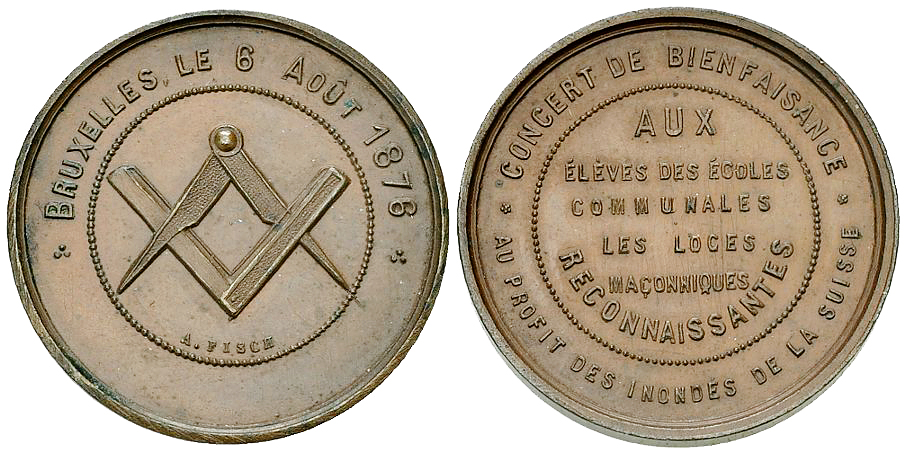 BRUXELLES, LE 6 AOÛT 1876
A. FISCH
CONCERT DE BIENFAISANCE
AUX
ÉLÈVES DES ÉCOLES
COMMUNALES
LES LOGES
MAÇONNIQUES
RECONNAISSANTES
AU PROFIT DES INONDÉS DE LA SUISSE